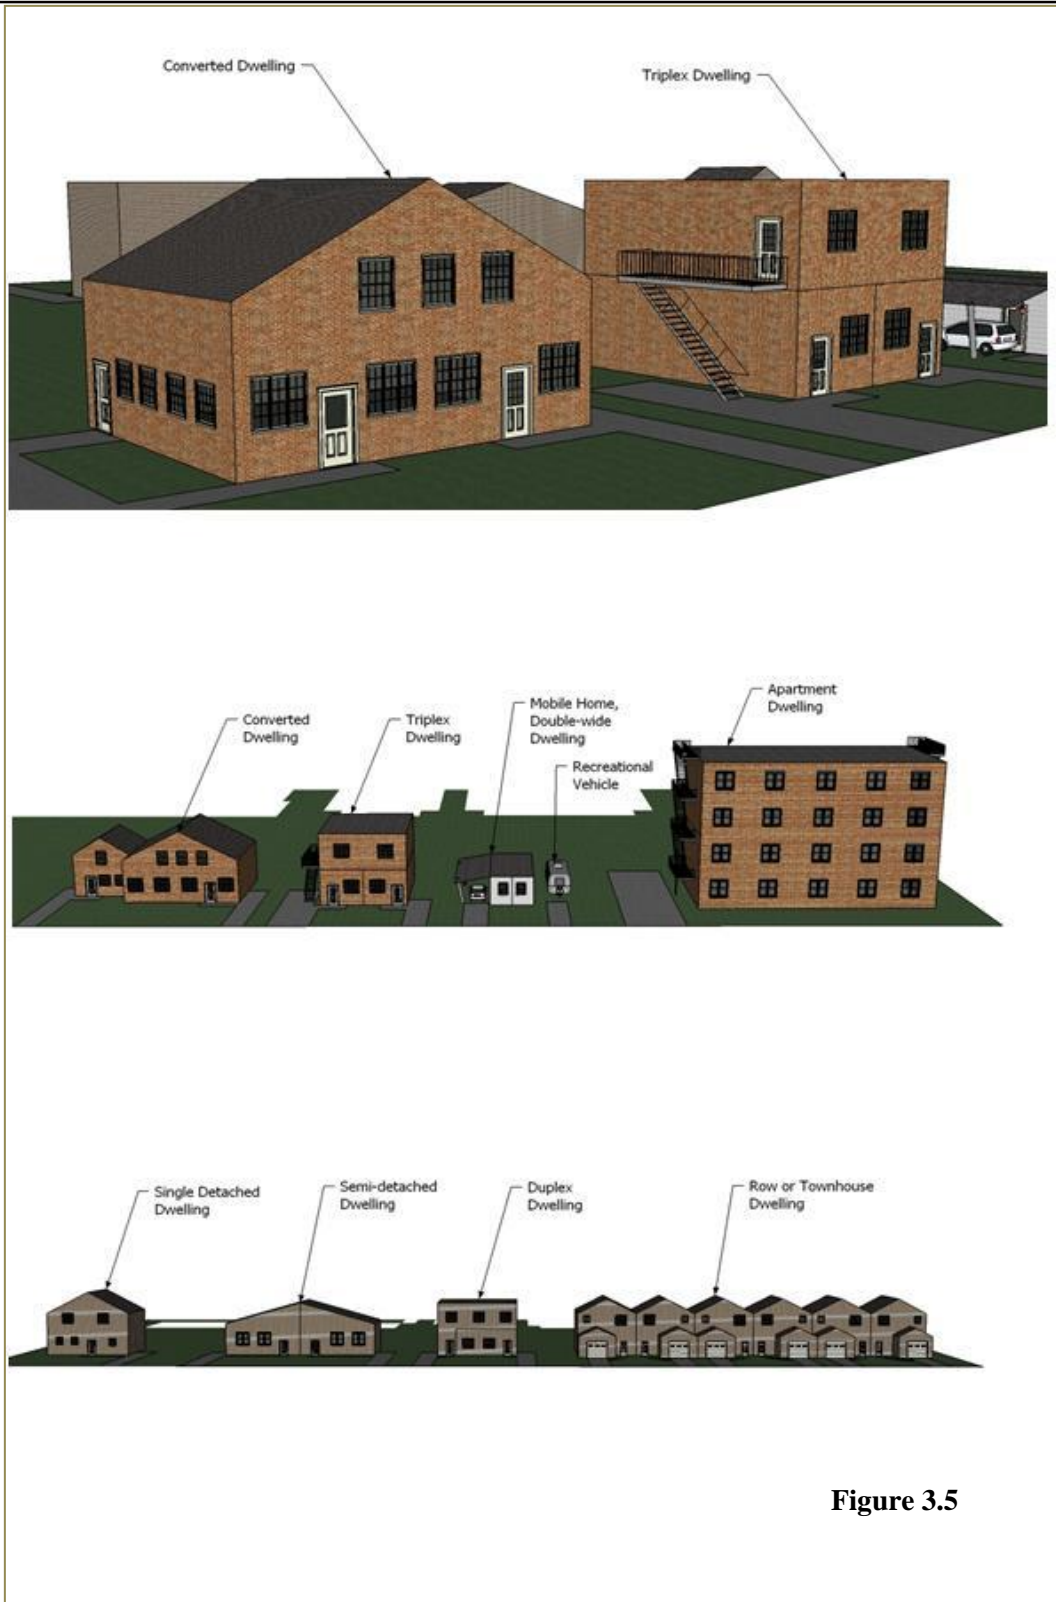 Converted Dwelling
Triplex Dwelling
Converted
Dwelling
Triplex
Dwelling
Mobile Home,
Double-wide
Dwelling
Recreational
Vehicle
Apartment
Dwelling
Single Detached
Dwelling
Semi-detached
Dwelling
Duplex
Dwelling
Row or Townhouse
Dwelling
Figure 3.5